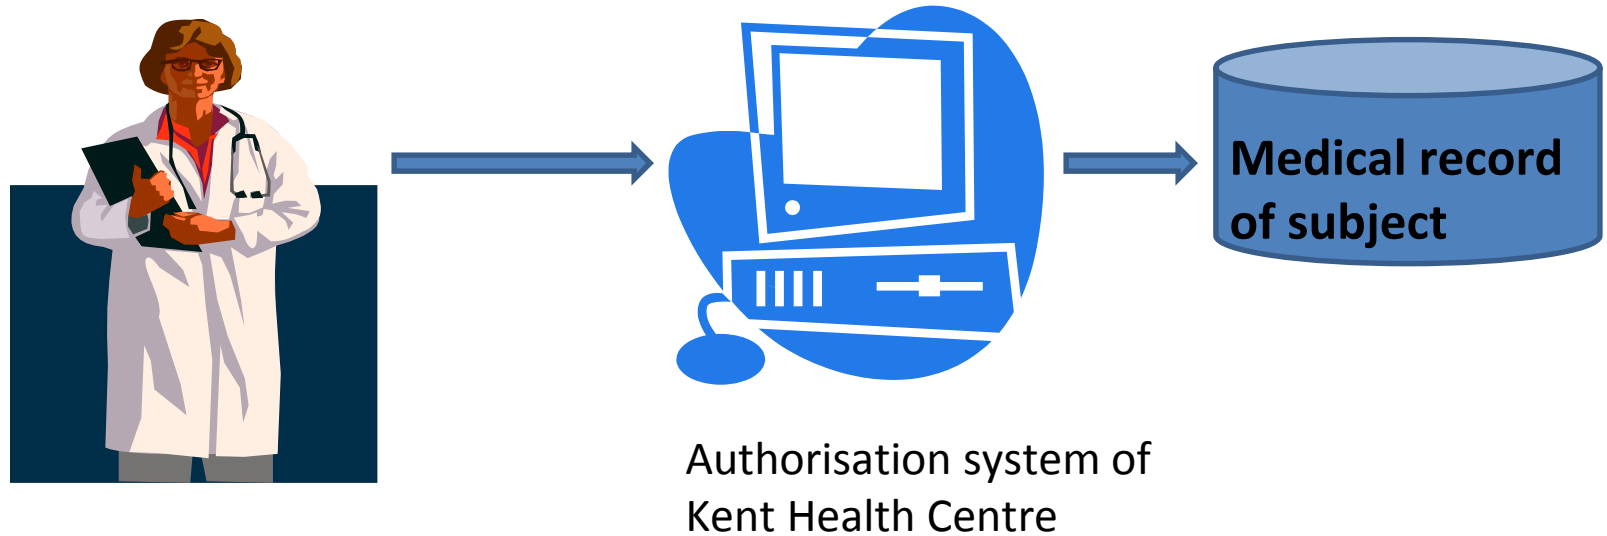 Medical record
of subject
Authorisation system of
Kent Health Centre